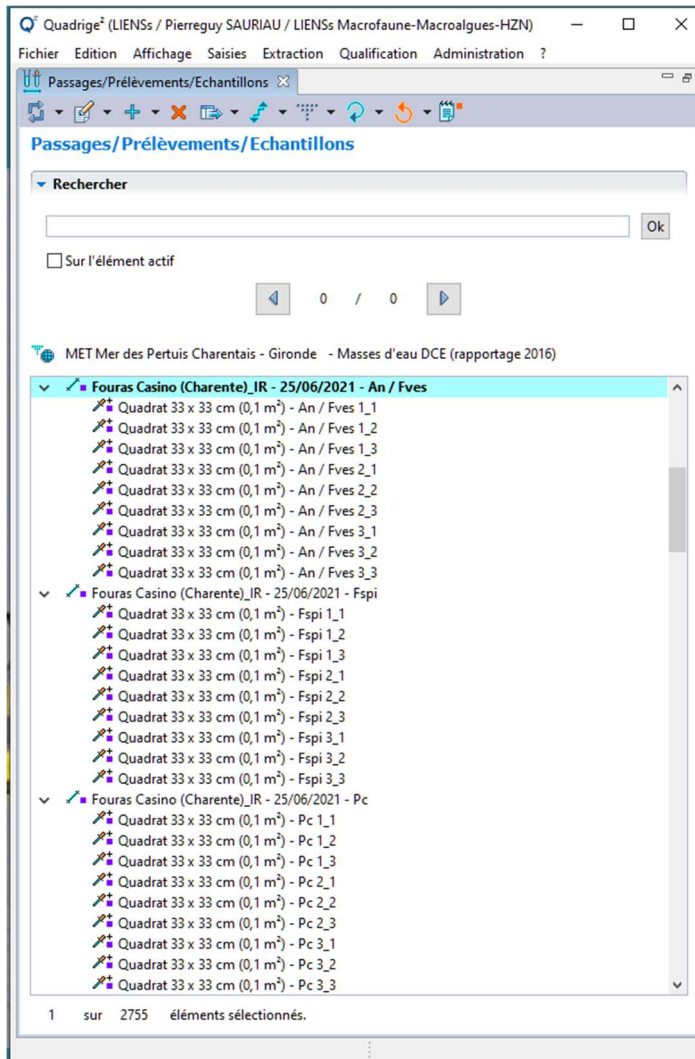 Quadrige² (LIENSs / Pierreguy SAURIAU / LIENSs Macrofaune-Macroalgues-HZN)
Fichier Edition Affichage Saisies Extraction Qualification Administration ?
Passages/Prélèvements/Echantillons
Passages/Prélèvements/Echantillons
Rechercher
Ok
Sur l'élément actif
0 / 0
MET Mer des Pertuis Charentais - Gironde - Masses d'eau DCE (rapportage 2016)
Fouras Casino (Charente)_IR - 25/06/2021 - An / Fves
Quadrat 33 x 33 cm (0,1 m²) - An / Fves 1_1
Quadrat 33 x 33 cm (0,1 m²) - An / Fves 1_2
Quadrat 33 x 33 cm (0,1 m²) - An / Fves 1_3
Quadrat 33 x 33 cm (0,1 m²) - An / Fves 2_1
Quadrat 33 x 33 cm (0,1 m²) - An / Fves 2_2
Quadrat 33 x 33 cm (0,1 m²) - An / Fves 2_3
Quadrat 33 x 33 cm (0,1 m²) - An / Fves 3_1
Quadrat 33 x 33 cm (0,1 m²) - An / Fves 3_2
Quadrat 33 x 33 cm (0,1 m²) - An / Fves 3_3
Fouras Casino (Charente)_IR - 25/06/2021 - Fspi
Quadrat 33 x 33 cm (0,1 m²) - Fspi 1_1
Quadrat 33 x 33 cm (0,1 m²) - Fspi 1_2
Quadrat 33 x 33 cm (0,1 m²) - Fspi 1_3
Quadrat 33 x 33 cm (0,1 m²) - Fspi 2_1
Quadrat 33 x 33 cm (0,1 m²) - Fspi 2_2
Quadrat 33 x 33 cm (0,1 m²) - Fspi 2_3
Quadrat 33 x 33 cm (0,1 m²) - Fspi 3_1
Quadrat 33 x 33 cm (0,1 m²) - Fspi 3_2
Quadrat 33 x 33 cm (0,1 m²) - Fspi 3_3
Fouras Casino (Charente)_IR - 25/06/2021 - Pc
Quadrat 33 x 33 cm (0,1 m²) - Pc 1_1
Quadrat 33 x 33 cm (0,1 m²) - Pc 1_2
Quadrat 33 x 33 cm (0,1 m²) - Pc 1_3
Quadrat 33 x 33 cm (0,1 m²) - Pc 2_1
Quadrat 33 x 33 cm (0,1 m²) - Pc 2_2
Quadrat 33 x 33 cm (0,1 m²) - Pc 2_3
Quadrat 33 x 33 cm (0,1 m²) - Pc 3_1
Quadrat 33 x 33 cm (0,1 m²) - Pc 3_2
Quadrat 33 x 33 cm (0,1 m²) - Pc 3_3
1 sur 2755 éléments sélectionnés.